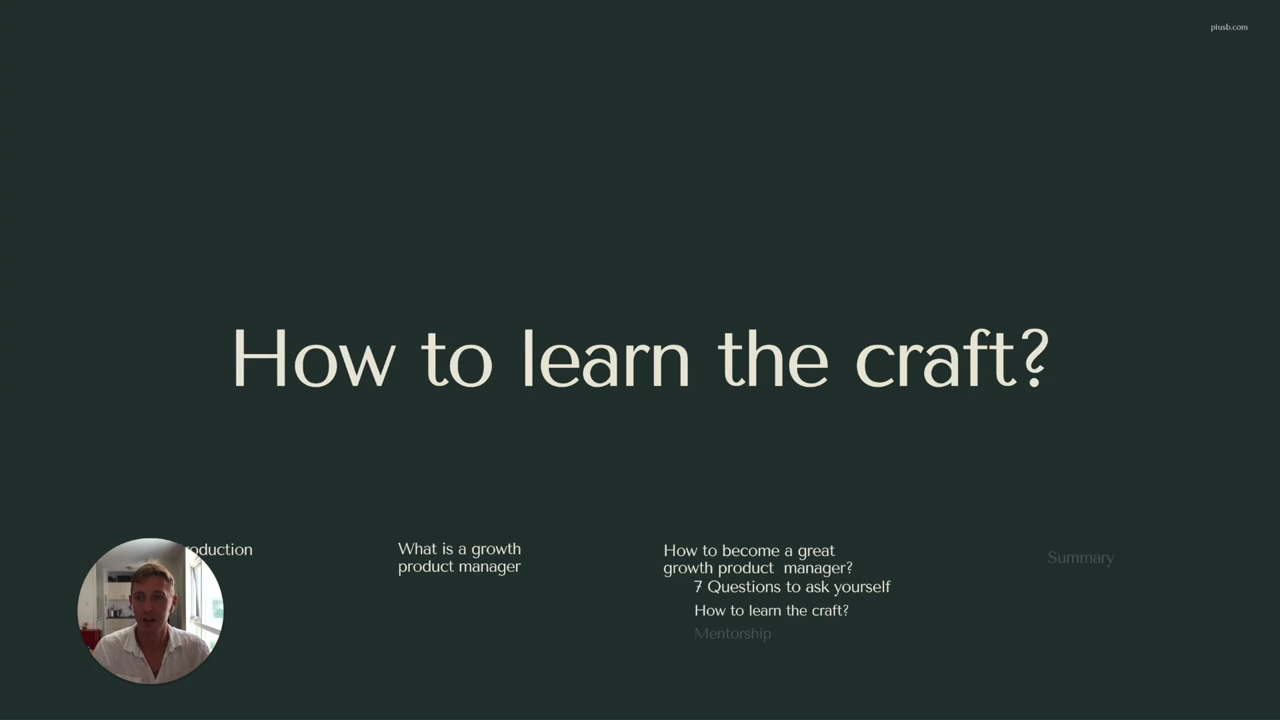 piusb.com
How to learn the craft?
roduction
What is a growth
product manager
How to become a great
growth product manager?
7 Questions to ask yourself
How to learn the craft?
Mentorship
Summary